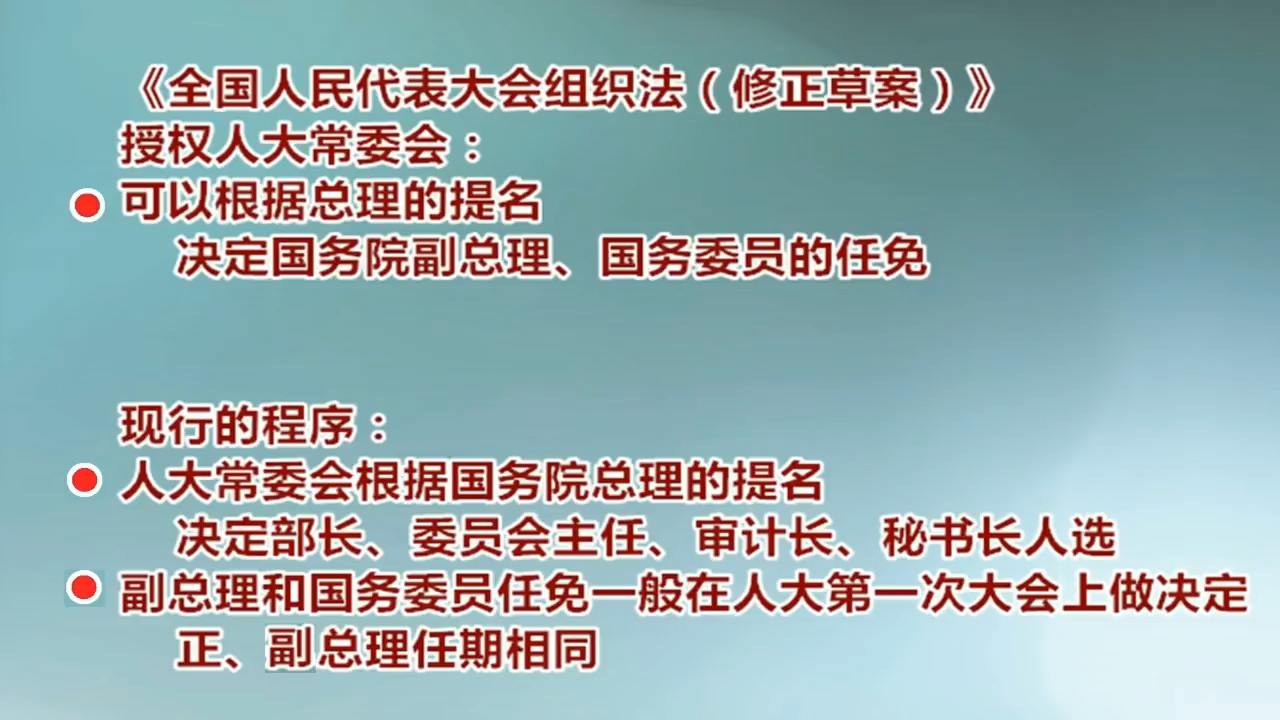 《全国人民代表大会组织法（修正草案）》
授权人大常委会：
可以根据总理的提名
决定国务院副总理、国务委员的任免
现行的程序：
人大常委会根据国务院总理的提名
决定部长、委员会主任、审计长、秘书长人选
副总理和国务委员任免一般在人大第一次大会上做决定
正、副总理任期相同